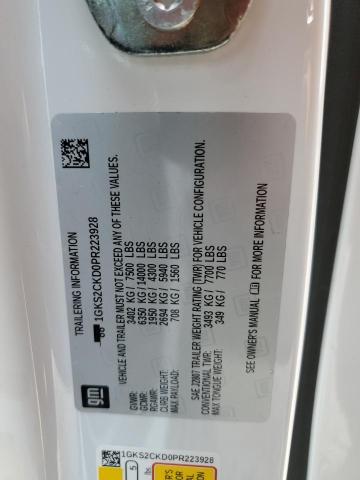 TRAILERING INFORMATION
1GKS2CKD0PR223928
VEHICLE AND TRAILER MUST NOT EXCEED ANY OF THESE VALUES.
GVWR: 3402 KG/ 7500 LBS
GCWR: 6350 KG/14000 LBS
RGAWR: 1950 KG/ 4300 LBS
CURB WEIGHT: 2694 KG/ 5940 LBS
MAX PAYLOAD: 708 KG/ 1560 LBS
SAE J2807 TRAILER WEIGHT RATING (TWR) FOR VEHICLE CONFIGURATION.
CONVENTIONAL TWR: 3493 KG/ 7700 LBS
MAX TONGUE WEIGHT: 349 KG/ 770 LBS
SEE OWNER'S MANUAL FOR MORE INFORMATION.
gm
1GKS2CKD0PR223928
5
lbs